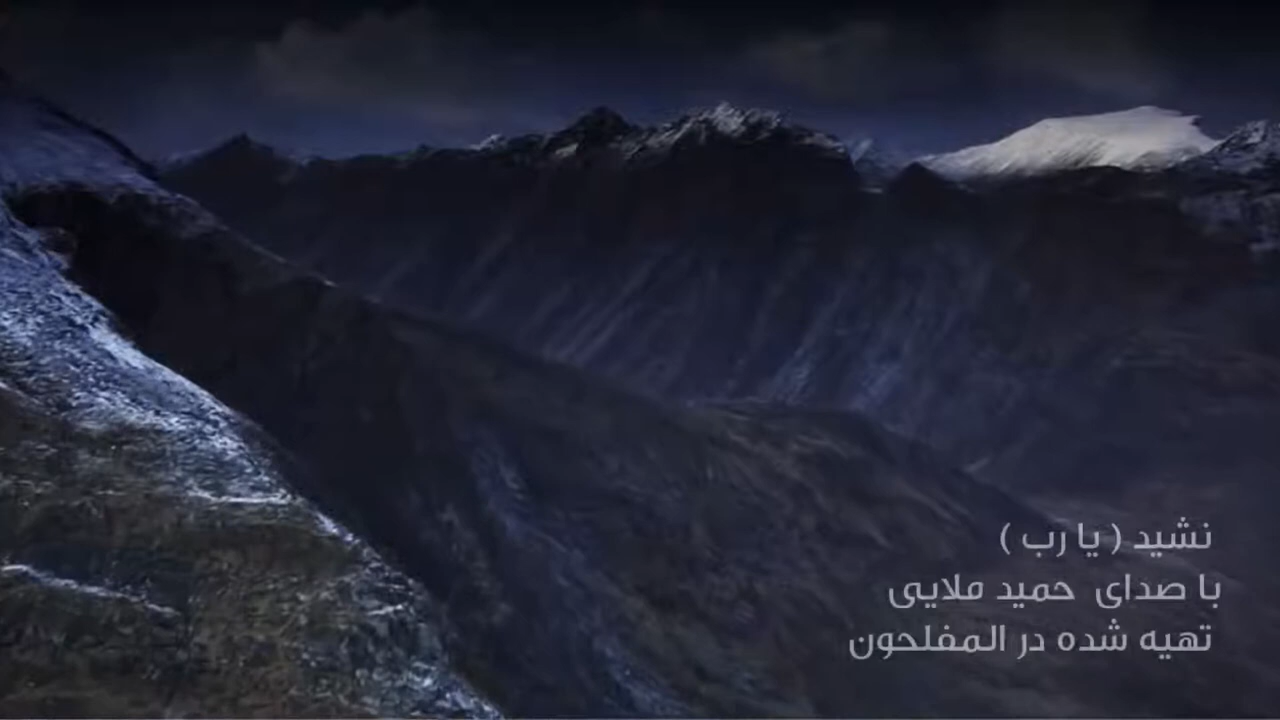 نشید ( یا رب )
با صدای حمید ملایی
تهیه شده در المفلحون